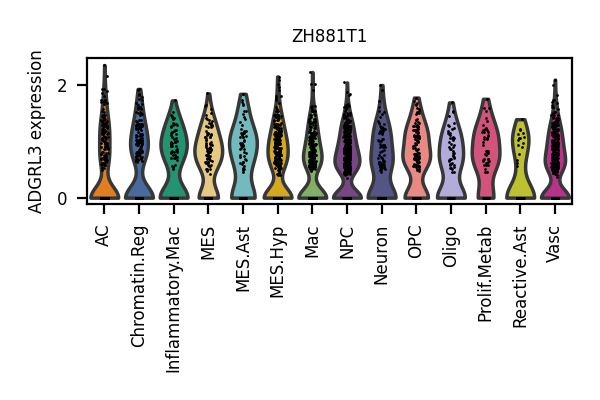 ZH881T1
ADGRL3 expression
2
0
AC
Chromatin.Reg
Inflammatory.Mac
MES
MES.Ast
MES.Hyp
Mac
NPC
Neuron
OPC
Oligo
Prolif.Metab
Reactive.Ast
Vasc